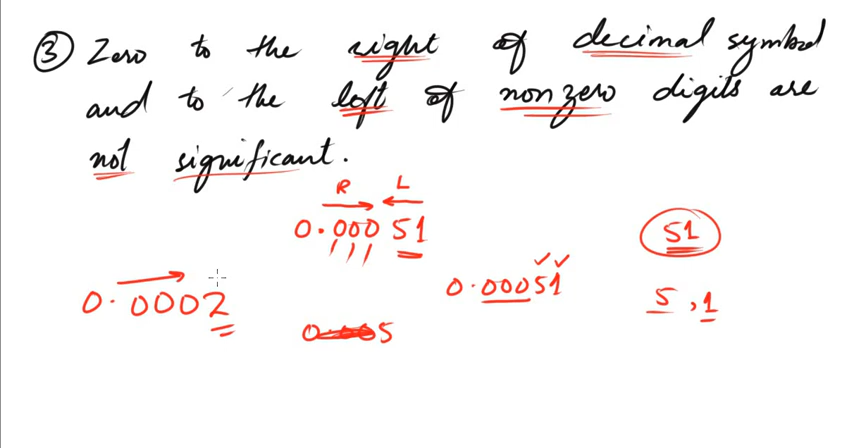 ③ Zero to the right of decimal symbol
and to the left of nonzero digits are
not significant.
R L
0.00051
51
0.00051
5, 1
0.0002